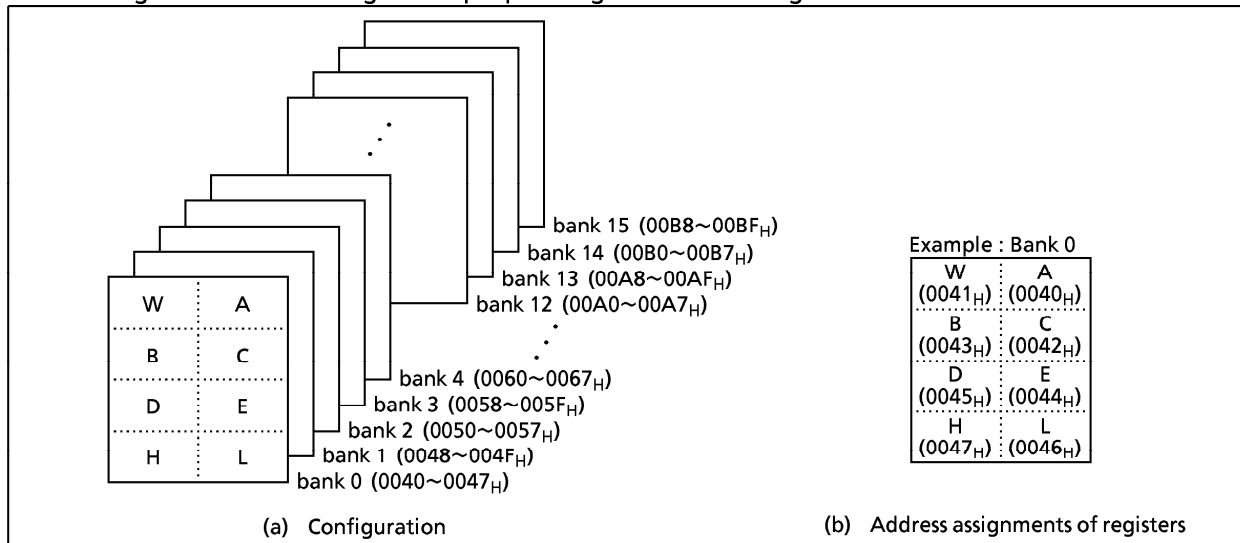 bank 15 (00B8~00BFH)
bank 14 (00B0~00B7H)
bank 13 (00A8~00AFH)
bank 12 (00A0~00A7H)
bank 4 (0060~0067H)
bank 3 (0058~005FH)
bank 2 (0050~0057H)
bank 1 (0048~004FH)
bank 0 (0040~0047H)
W A
B C
D E
H L
(a) Configuration
Example : Bank 0
W A
(0041H) (0040H)
B C
(0043H) (0042H)
D E
(0045H) (0044H)
H L
(0047H) (0046H)
(b) Address assignments of registers